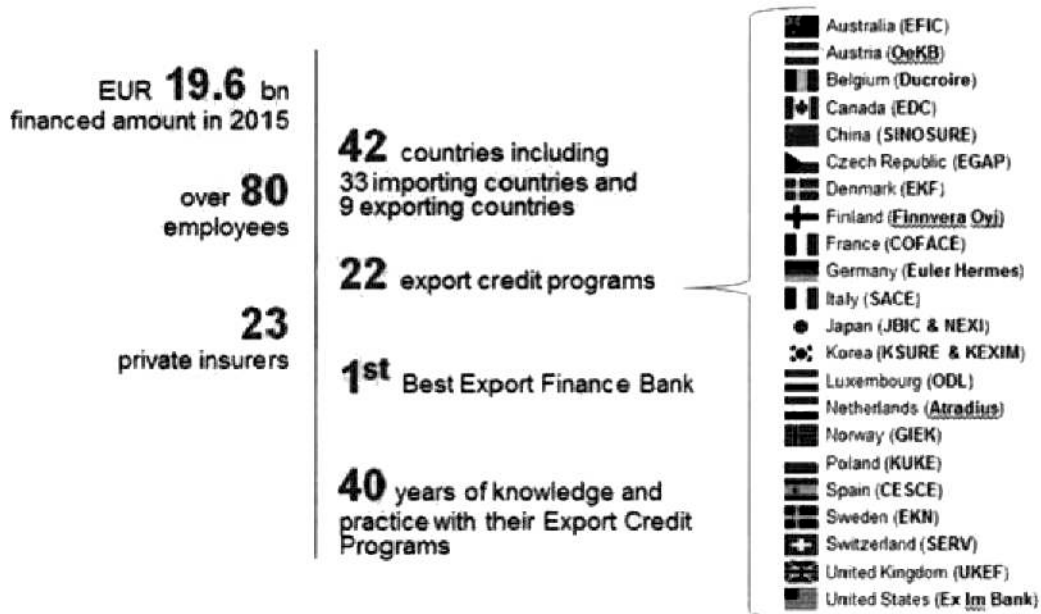 EUR 19.6 bn
financed amount in 2015
over 80
employees
23
private insurers
42 countries including
33 importing countries and
9 exporting countries
22 export credit programs
1st Best Export Finance Bank
40 years of knowledge and
practice with their Export Credit
Programs
Australia (EFIC)
Austria (OeKB)
Belgium (Ducroire)
Canada (EDC)
China (SINOSURE)
Czech Republic (EGAP)
Denmark (EKF)
Finland (Finnvera Oyj)
France (COFACE)
Germany (Euler Hermes)
Italy (SACE)
Japan (JBIC & NEXI)
Korea (KSURE & KEXIM)
Luxembourg (ODL)
Netherlands (Atradius)
Norway (GIEK)
Poland (KUKE)
Spain (CESCE)
Sweden (EKN)
Switzerland (SERV)
United Kingdom (UKEF)
United States (Ex Im Bank)